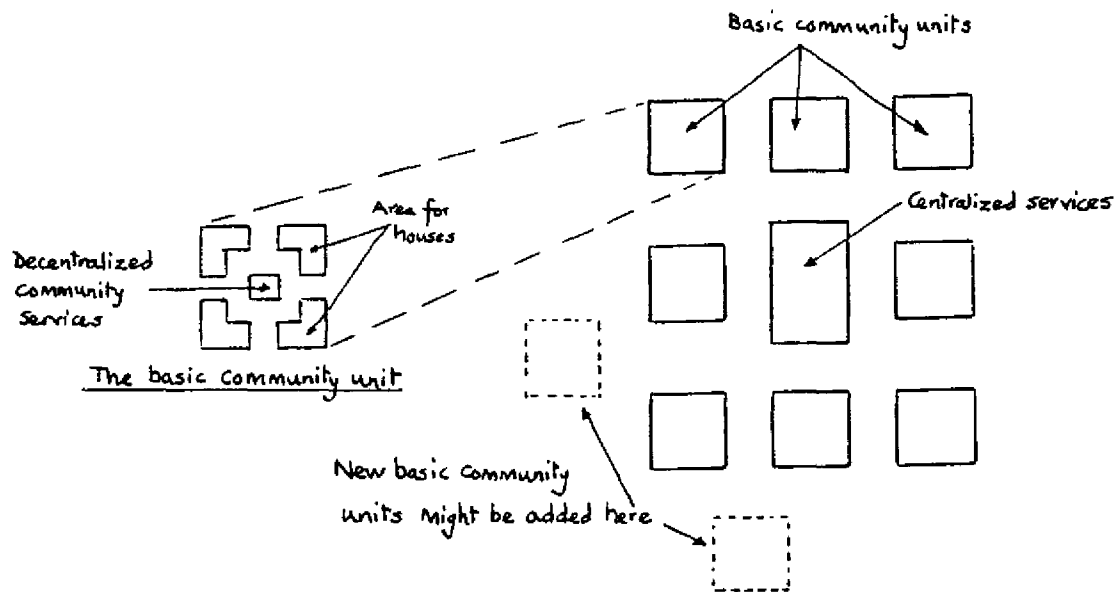 Basic community units
Centralized services
Area for
houses
Decentralized
community
services
The basic community unit
New basic community
units might be added here